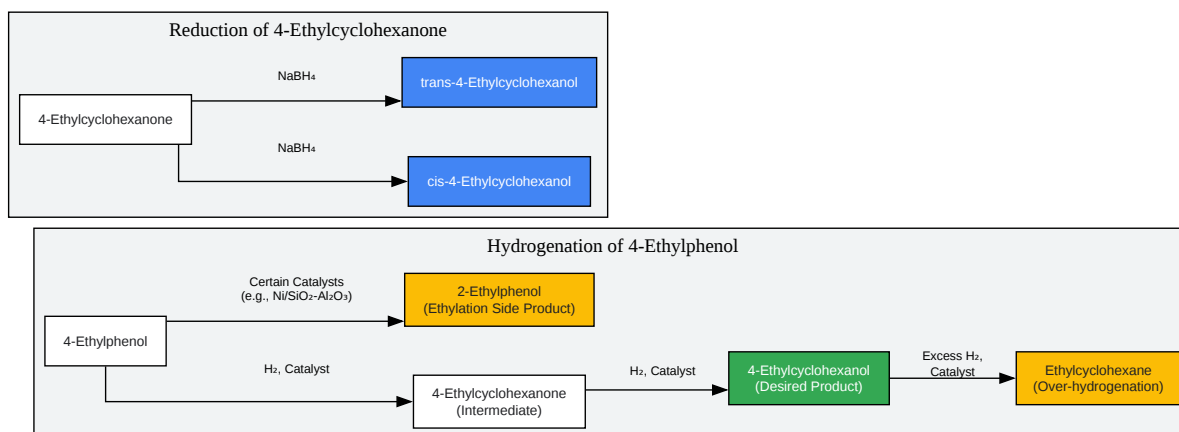 Reduction of 4-Ethylcyclohexanone
NaBH₄
trans-4-Ethylcyclohexanol
4-Ethylcyclohexanone
NaBH₄
cis-4-Ethylcyclohexanol
Hydrogenation of 4-Ethylphenol
Certain Catalysts
(e.g., Ni/SiO₂-Al₂O₃)
2-Ethylphenol
(Ethylation Side Product)
4-Ethylphenol
H₂, Catalyst
4-Ethylcyclohexanone
(Intermediate)
H₂, Catalyst
4-Ethylcyclohexanol
(Desired Product)
Excess H₂,
Catalyst
Ethylcyclohexane
(Over-hydrogenation)